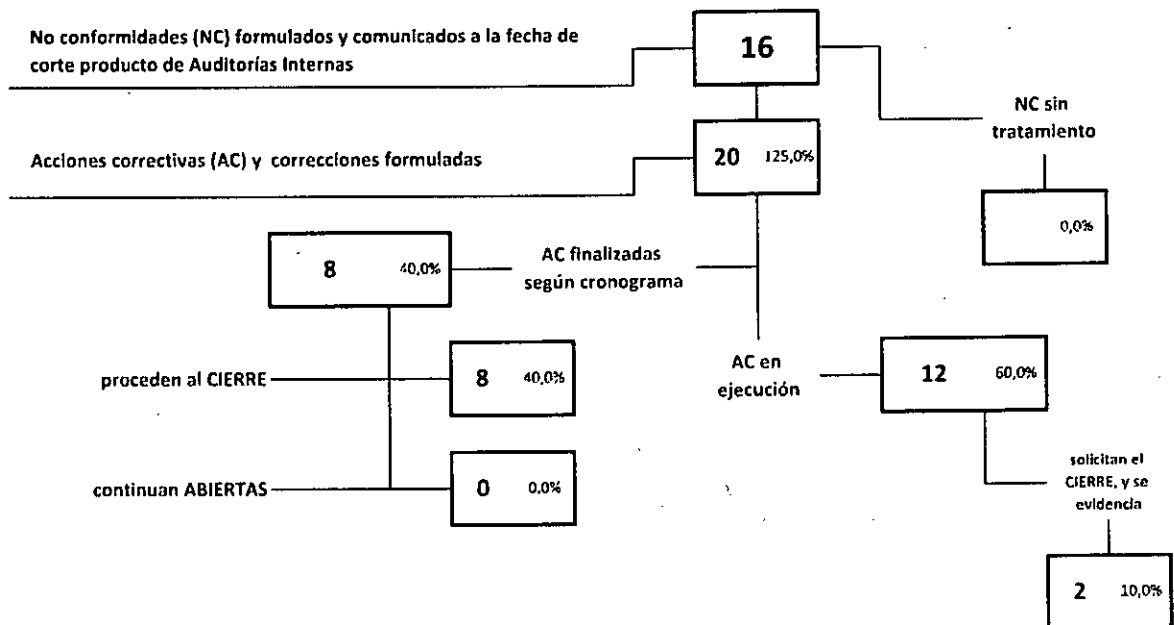 No conformidades (NC) formulados y comunicados a la fecha de
corte producto de Auditorías Internas
16
NC sin
tratamiento
0,0%
Acciones correctivas (AC) y correcciones formuladas
20 125,0%
8 40,0%
AC finalizadas
según cronograma
proceden al CIERRE
8 40,0%
continuan ABIERTAS
0 0,0%
AC en
ejecución
12 60,0%
solicitan el
CIERRE, y se
evidencia
2 10,0%